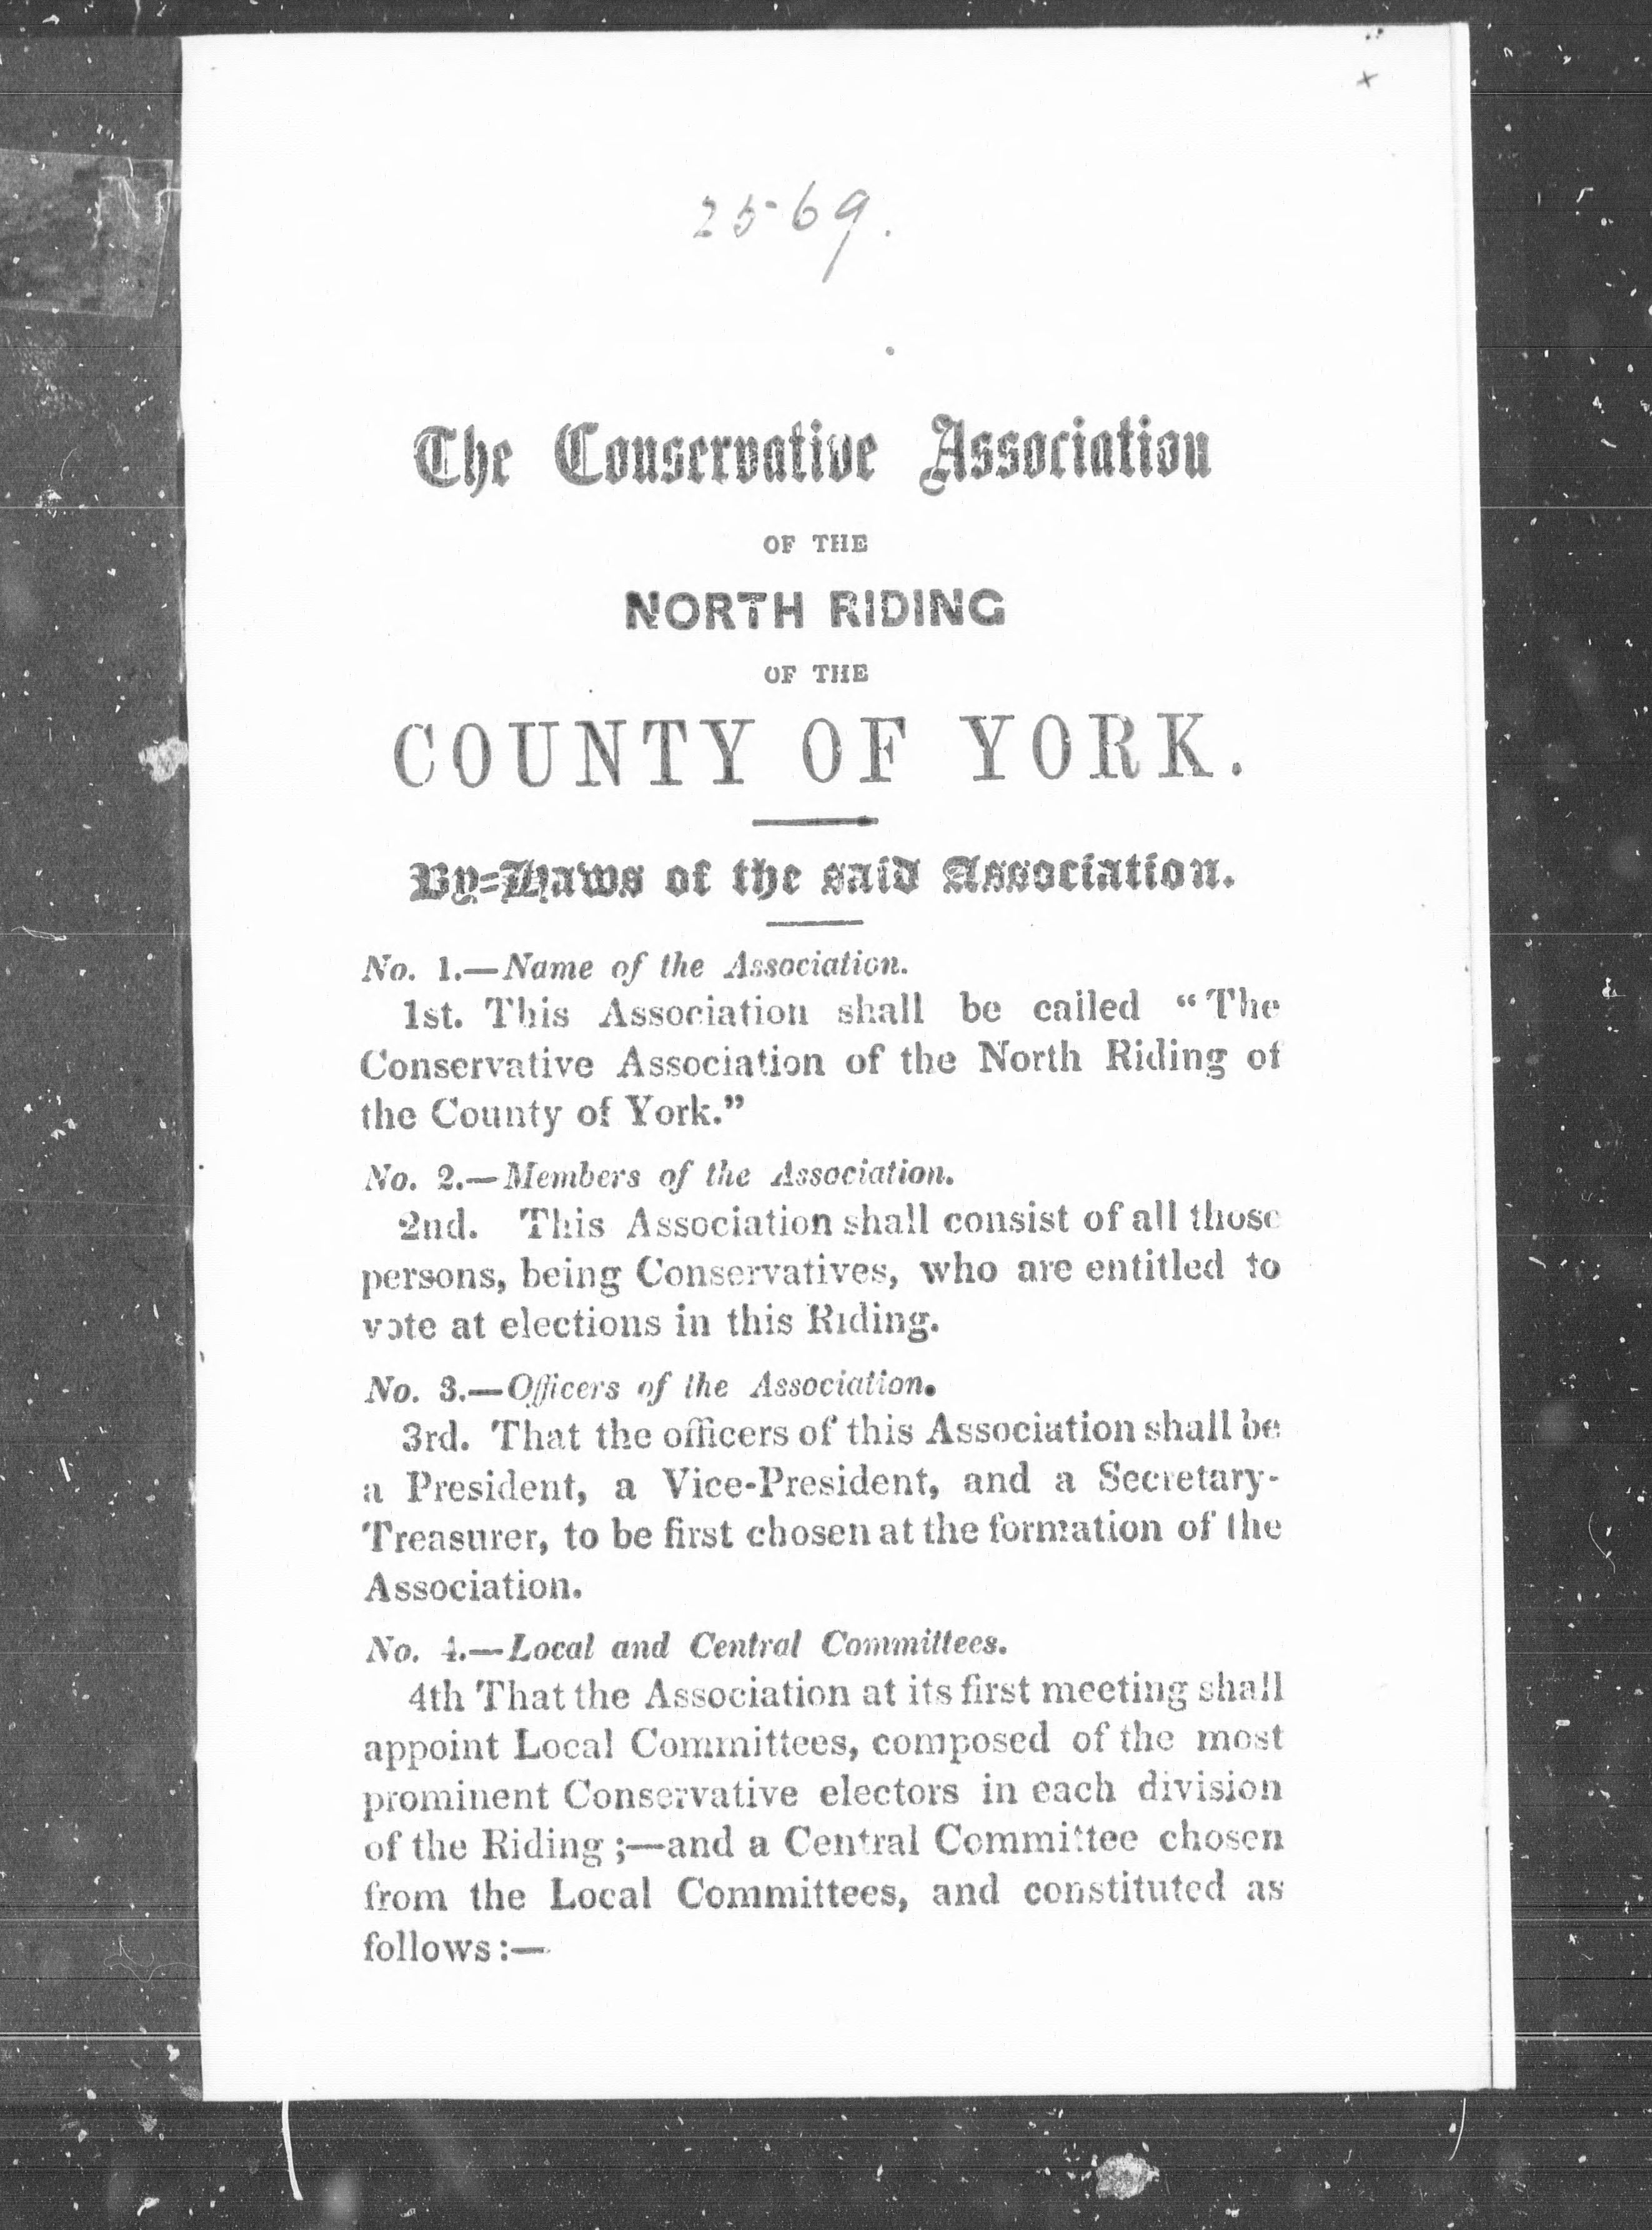 2569.
The Conservative Association
OF THE
NORTH RIDING
OF THE
COUNTY OF YORK.
By=Laws of the said Association.
No. 1.—Name of the Association.
1st. This Association shall be called “The
Conservative Association of the North Riding of
the County of York.”
No. 2.—Members of the Association.
2nd. This Association shall consist of all those
persons, being Conservatives, who are entitled to
vote at elections in this Riding.
No. 3.—Officers of the Association.
3rd. That the officers of this Association shall be
a President, a Vice-President, and a Secretary-
Treasurer, to be first chosen at the formation of the
Association.
No. 4.—Local and Central Committees.
4th That the Association at its first meeting shall
appoint Local Committees, composed of the most
prominent Conservative electors in each division
of the Riding ;—and a Central Committee chosen
from the Local Committees, and constituted as
follows :—